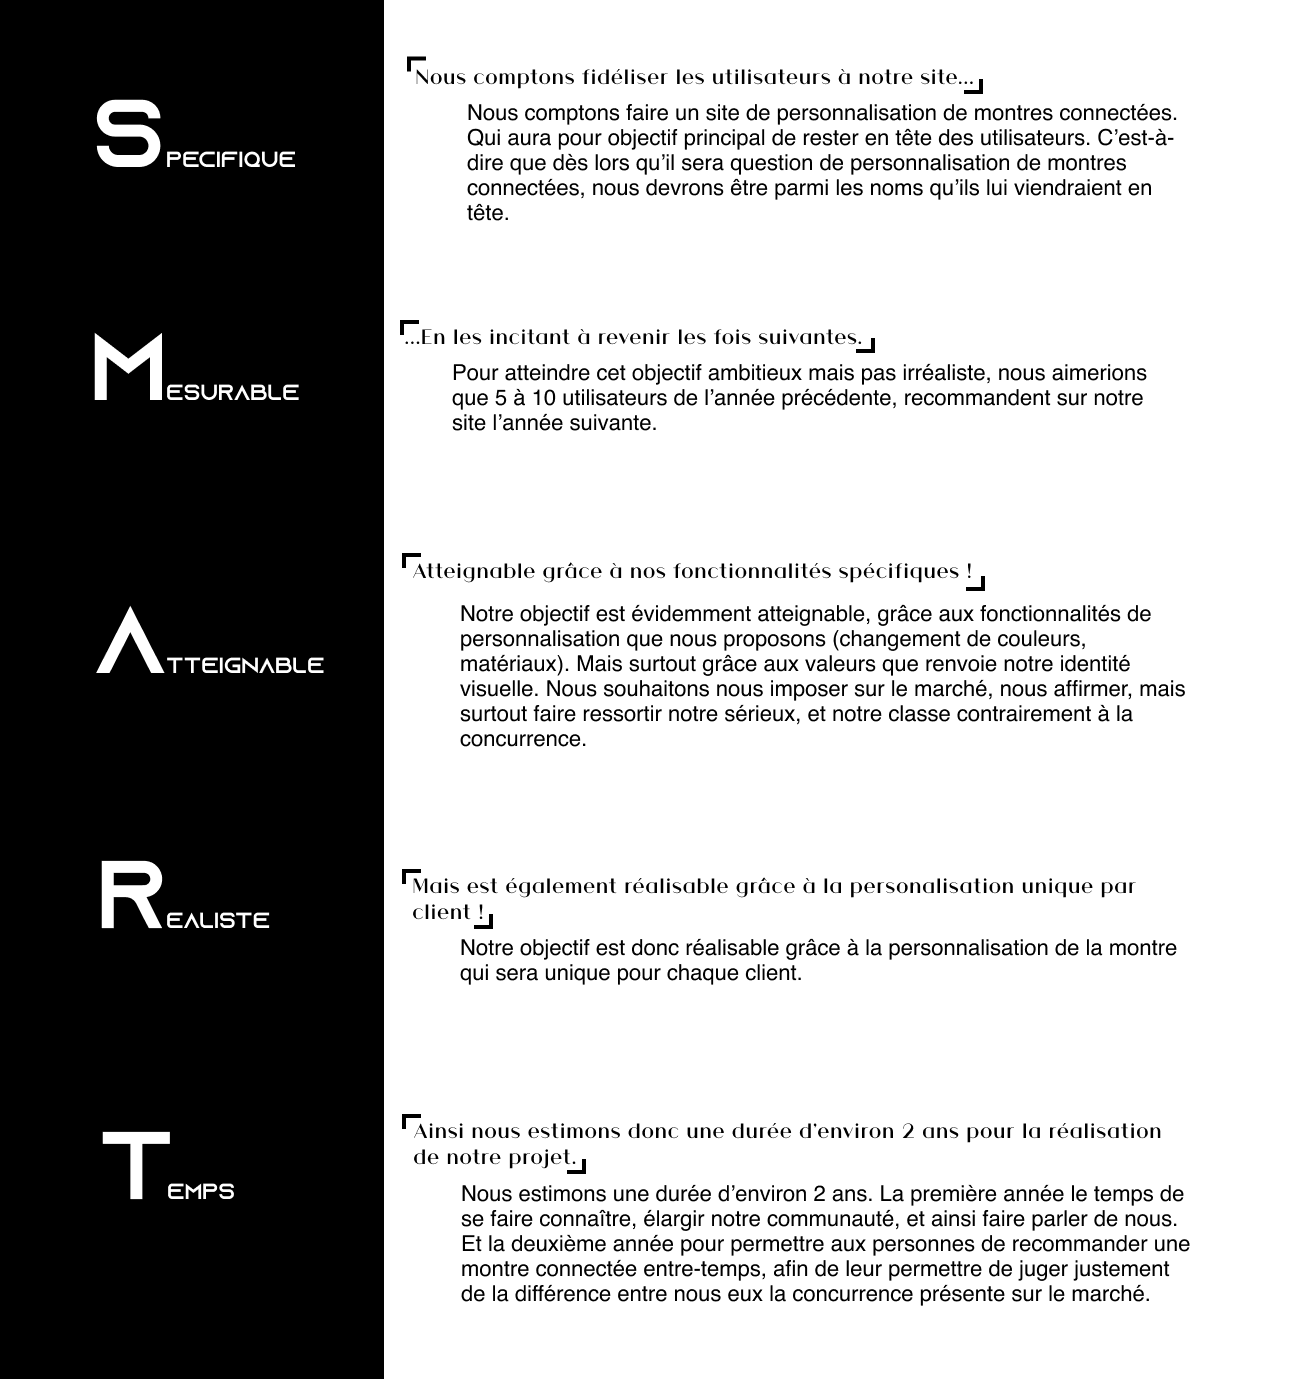 SPECIFIQUE
Nous comptons fidéliser les utilisateurs à notre site...
Nous comptons faire un site de personnalisation de montres connectées.
Qui aura pour objectif principal de rester en tête des utilisateurs. C’est-à-
dire que dès lors qu’il sera question de personnalisation de montres
connectées, nous devrons être parmi les noms qu’ils lui viendraient en
tête.
MESURABLE
...En les incitant à revenir les fois suivantes.
Pour atteindre cet objectif ambitieux mais pas irréaliste, nous aimerions
que 5 à 10 utilisateurs de l’année précédente, recommandent sur notre
site l’année suivante.
ATTEIGNABLE
Atteignable grâce à nos fonctionnalités spécifiques !
Notre objectif est évidemment atteignable, grâce aux fonctionnalités de
personnalisation que nous proposons (changement de couleurs,
matériaux). Mais surtout grâce aux valeurs que renvoie notre identité
visuelle. Nous souhaitons nous imposer sur le marché, nous affirmer, mais
surtout faire ressortir notre sérieux, et notre classe contrairement à la
concurrence.
REALISTE
Mais est également réalisable grâce à la personalisation unique par
client !
Notre objectif est donc réalisable grâce à la personnalisation de la montre
qui sera unique pour chaque client.
TEMPS
Ainsi nous estimons donc une durée d’environ 2 ans pour la réalisation
de notre projet.
Nous estimons une durée d’environ 2 ans. La première année le temps de
se faire connaître, élargir notre communauté, et ainsi faire parler de nous.
Et la deuxième année pour permettre aux personnes de recommander une
montre connectée entre-temps, afin de leur permettre de juger justement
de la différence entre nous eux la concurrence présente sur le marché.